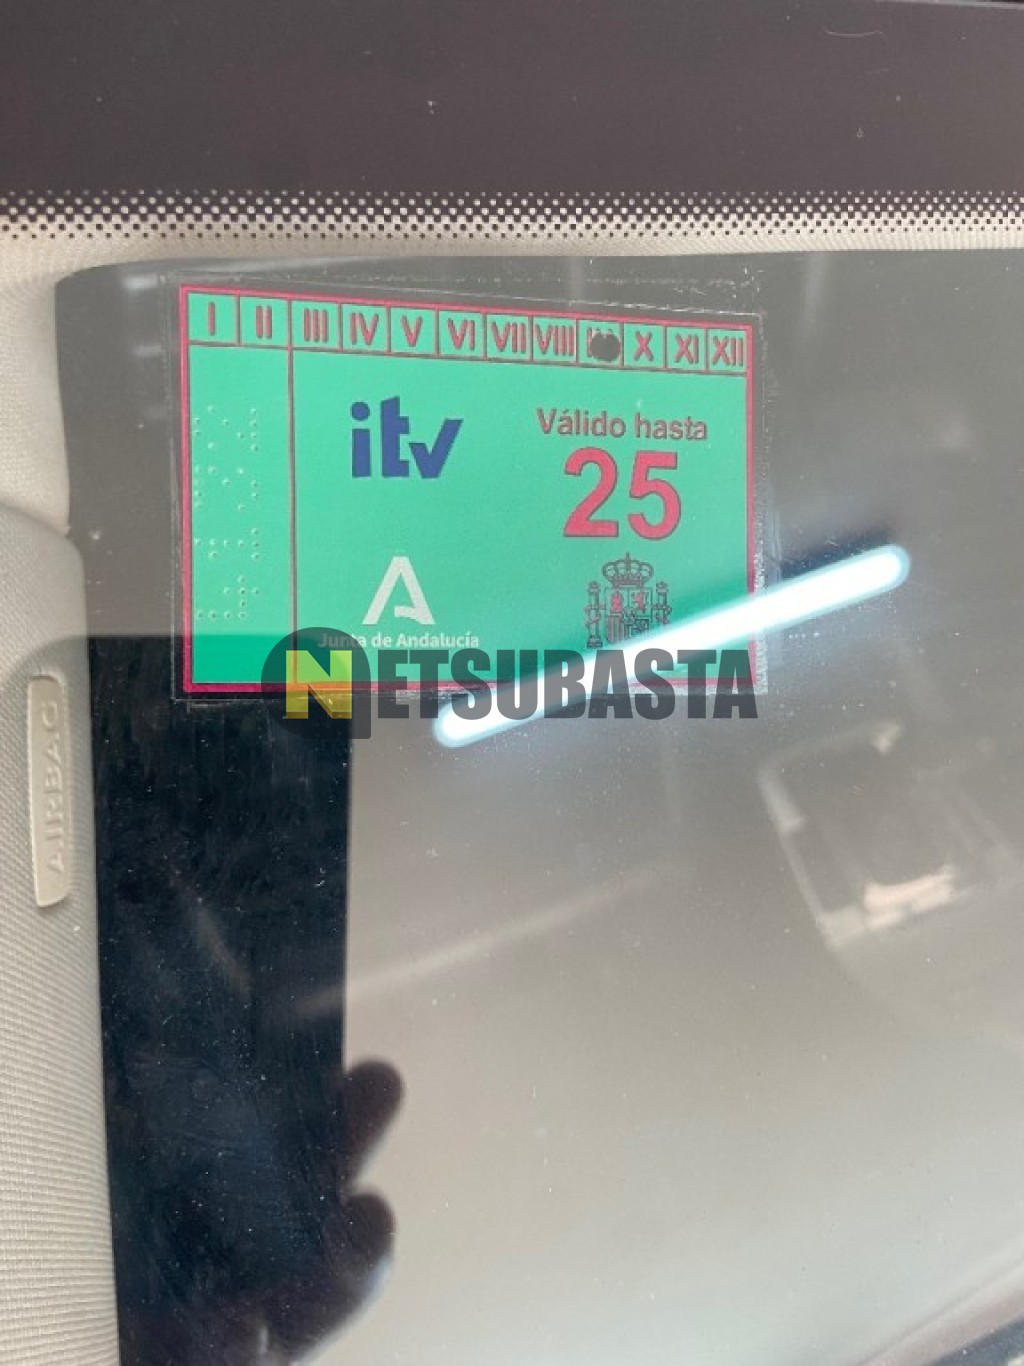 I II III IV V VI VII VIII X XI XII
itv
Válido hasta
25
Junta de Andalucía
NETSUBASTA
AIRBAG